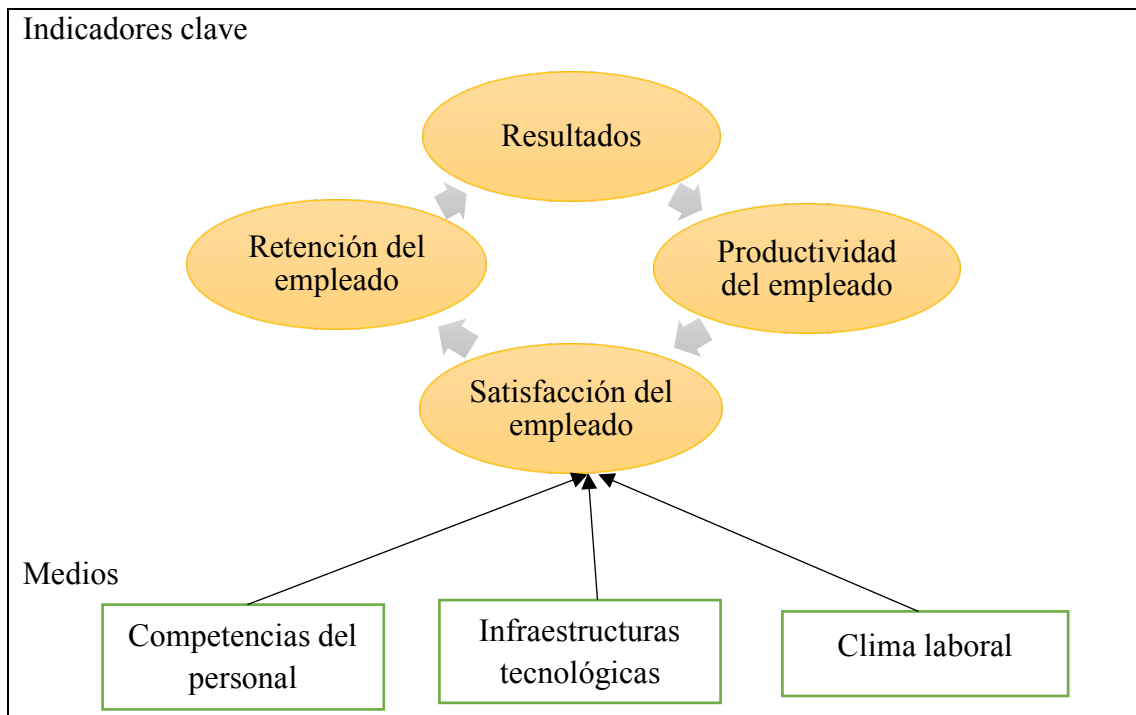 Indicadores clave
Resultados
Retención del
empleado
Productividad
del empleado
Satisfacción del
empleado
Medios
Competencias del
personal
Infraestructuras
tecnológicas
Clima laboral